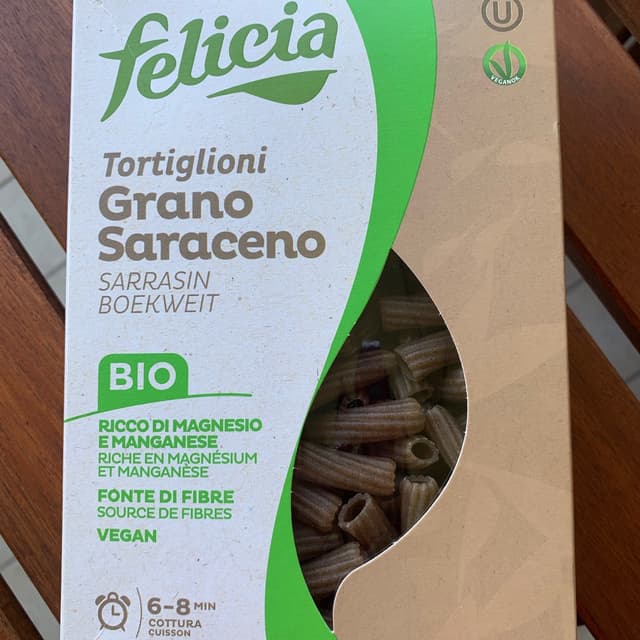 felicia
U
VEGANOK
Tortiglioni
Grano
Saraceno
SARRASIN
BOEKWEIT
BIO
RICCO DI MAGNESIO
E MANGANESE
RICHE EN MAGNÉSIUM
ET MANGANÈSE
FONTE DI FIBRE
SOURCE DE FIBRES
VEGAN
6-8 MIN
COTTURA
CUISSON